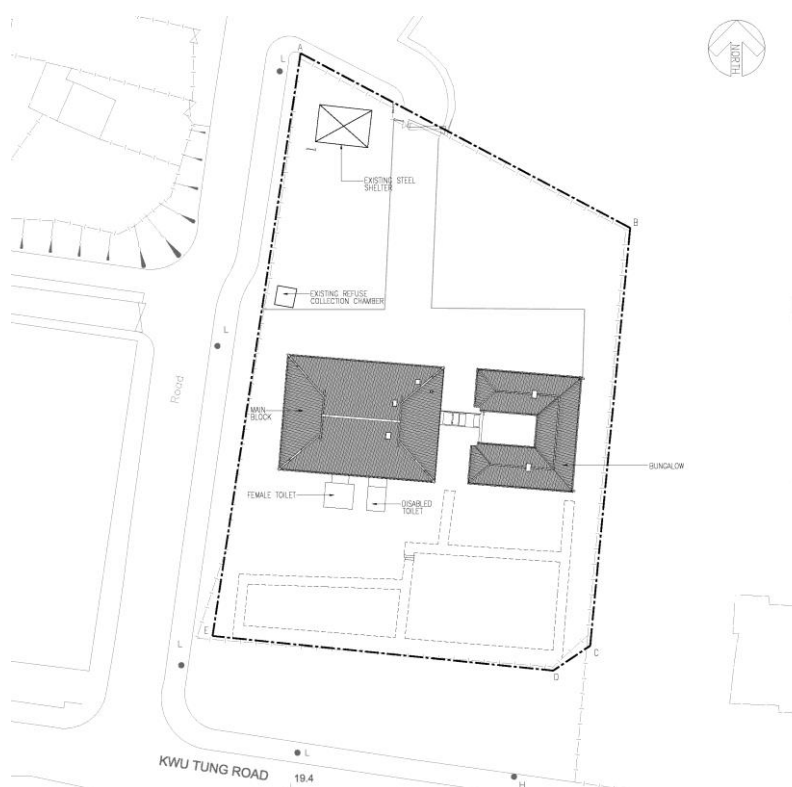 A
L
NORTH
EXISTING STEEL
SHELTER
B
EXISTING REFUSE
COLLECTION CHAMBER
L
Road
MAIN
BLOCK
BUNGALOW
FEMALE TOILET
DISABLED
TOILET
E
L
C
D
L
KWU TUNG ROAD
19.4
H